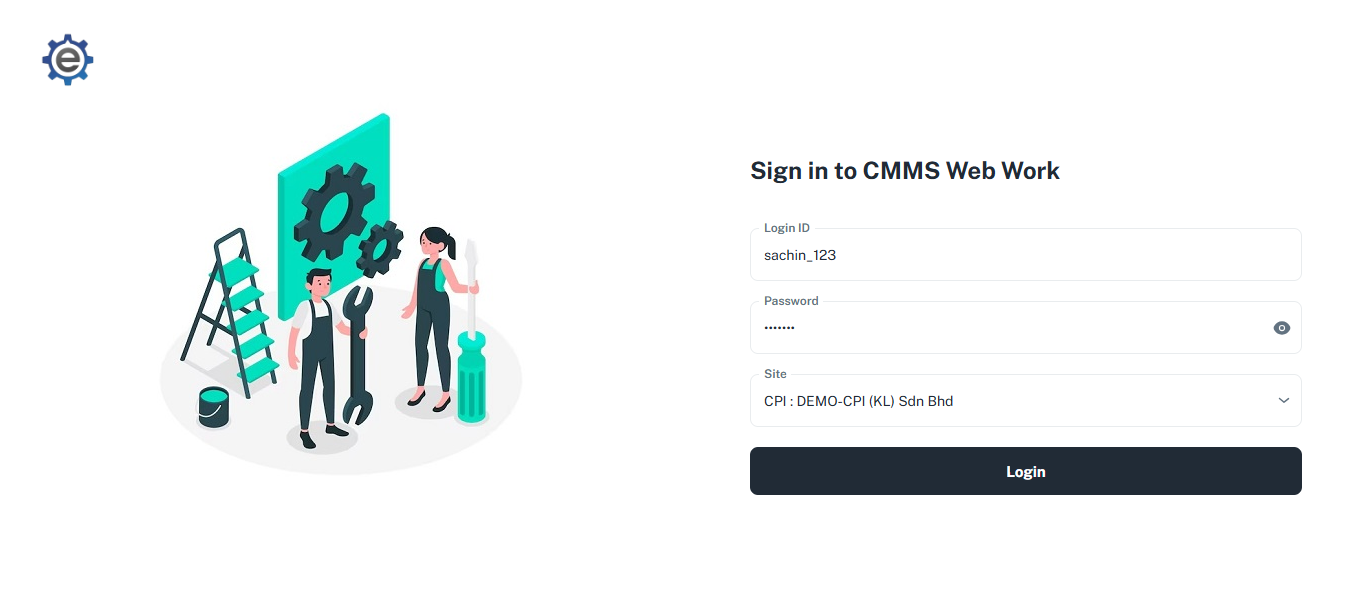 e
Sign in to CMMS Web Work
Login ID
sachin_123
Password
•••••••
Site
CPI : DEMO-CPI (KL) Sdn Bhd
Login